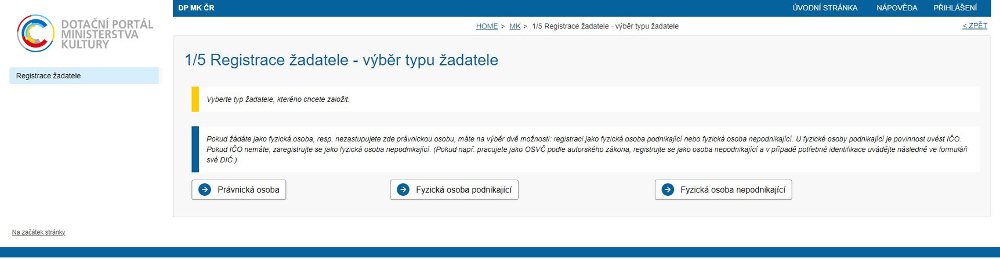 DP MK ČR
ÚVODNÍ STRÁNKA
NÁPOVĚDA
PŘIHLÁŠENÍ
DOTAČNÍ PORTÁL
MINISTERSTVA
KULTURY
HOME > MK > 1/5 Registrace žadatele - výběr typu žadatele
< ZPĚT
Registrace žadatele
1/5 Registrace žadatele - výběr typu žadatele
Vyberte typ žadatele, kterého chcete založit.
Pokud žádáte jako fyzická osoba, resp. nezastupujete zde právnickou osobu, máte na výběr dvě možnosti: registraci jako fyzická osoba podnikající nebo fyzická osoba nepodnikající. U fyzické osoby podnikající je povinnost uvést IČO.
Pokud IČO nemáte, zaregistrujte se jako fyzická osoba nepodnikající. (Pokud např. pracujete jako OSVČ podle autorského zákona, registrujte se jako osoba nepodnikající a v případě potřebné identifikace uvádějte následně ve formuláři
své DIČ.)
Právnická osoba
Fyzická osoba podnikající
Fyzická osoba nepodnikající
Na začátek stránky